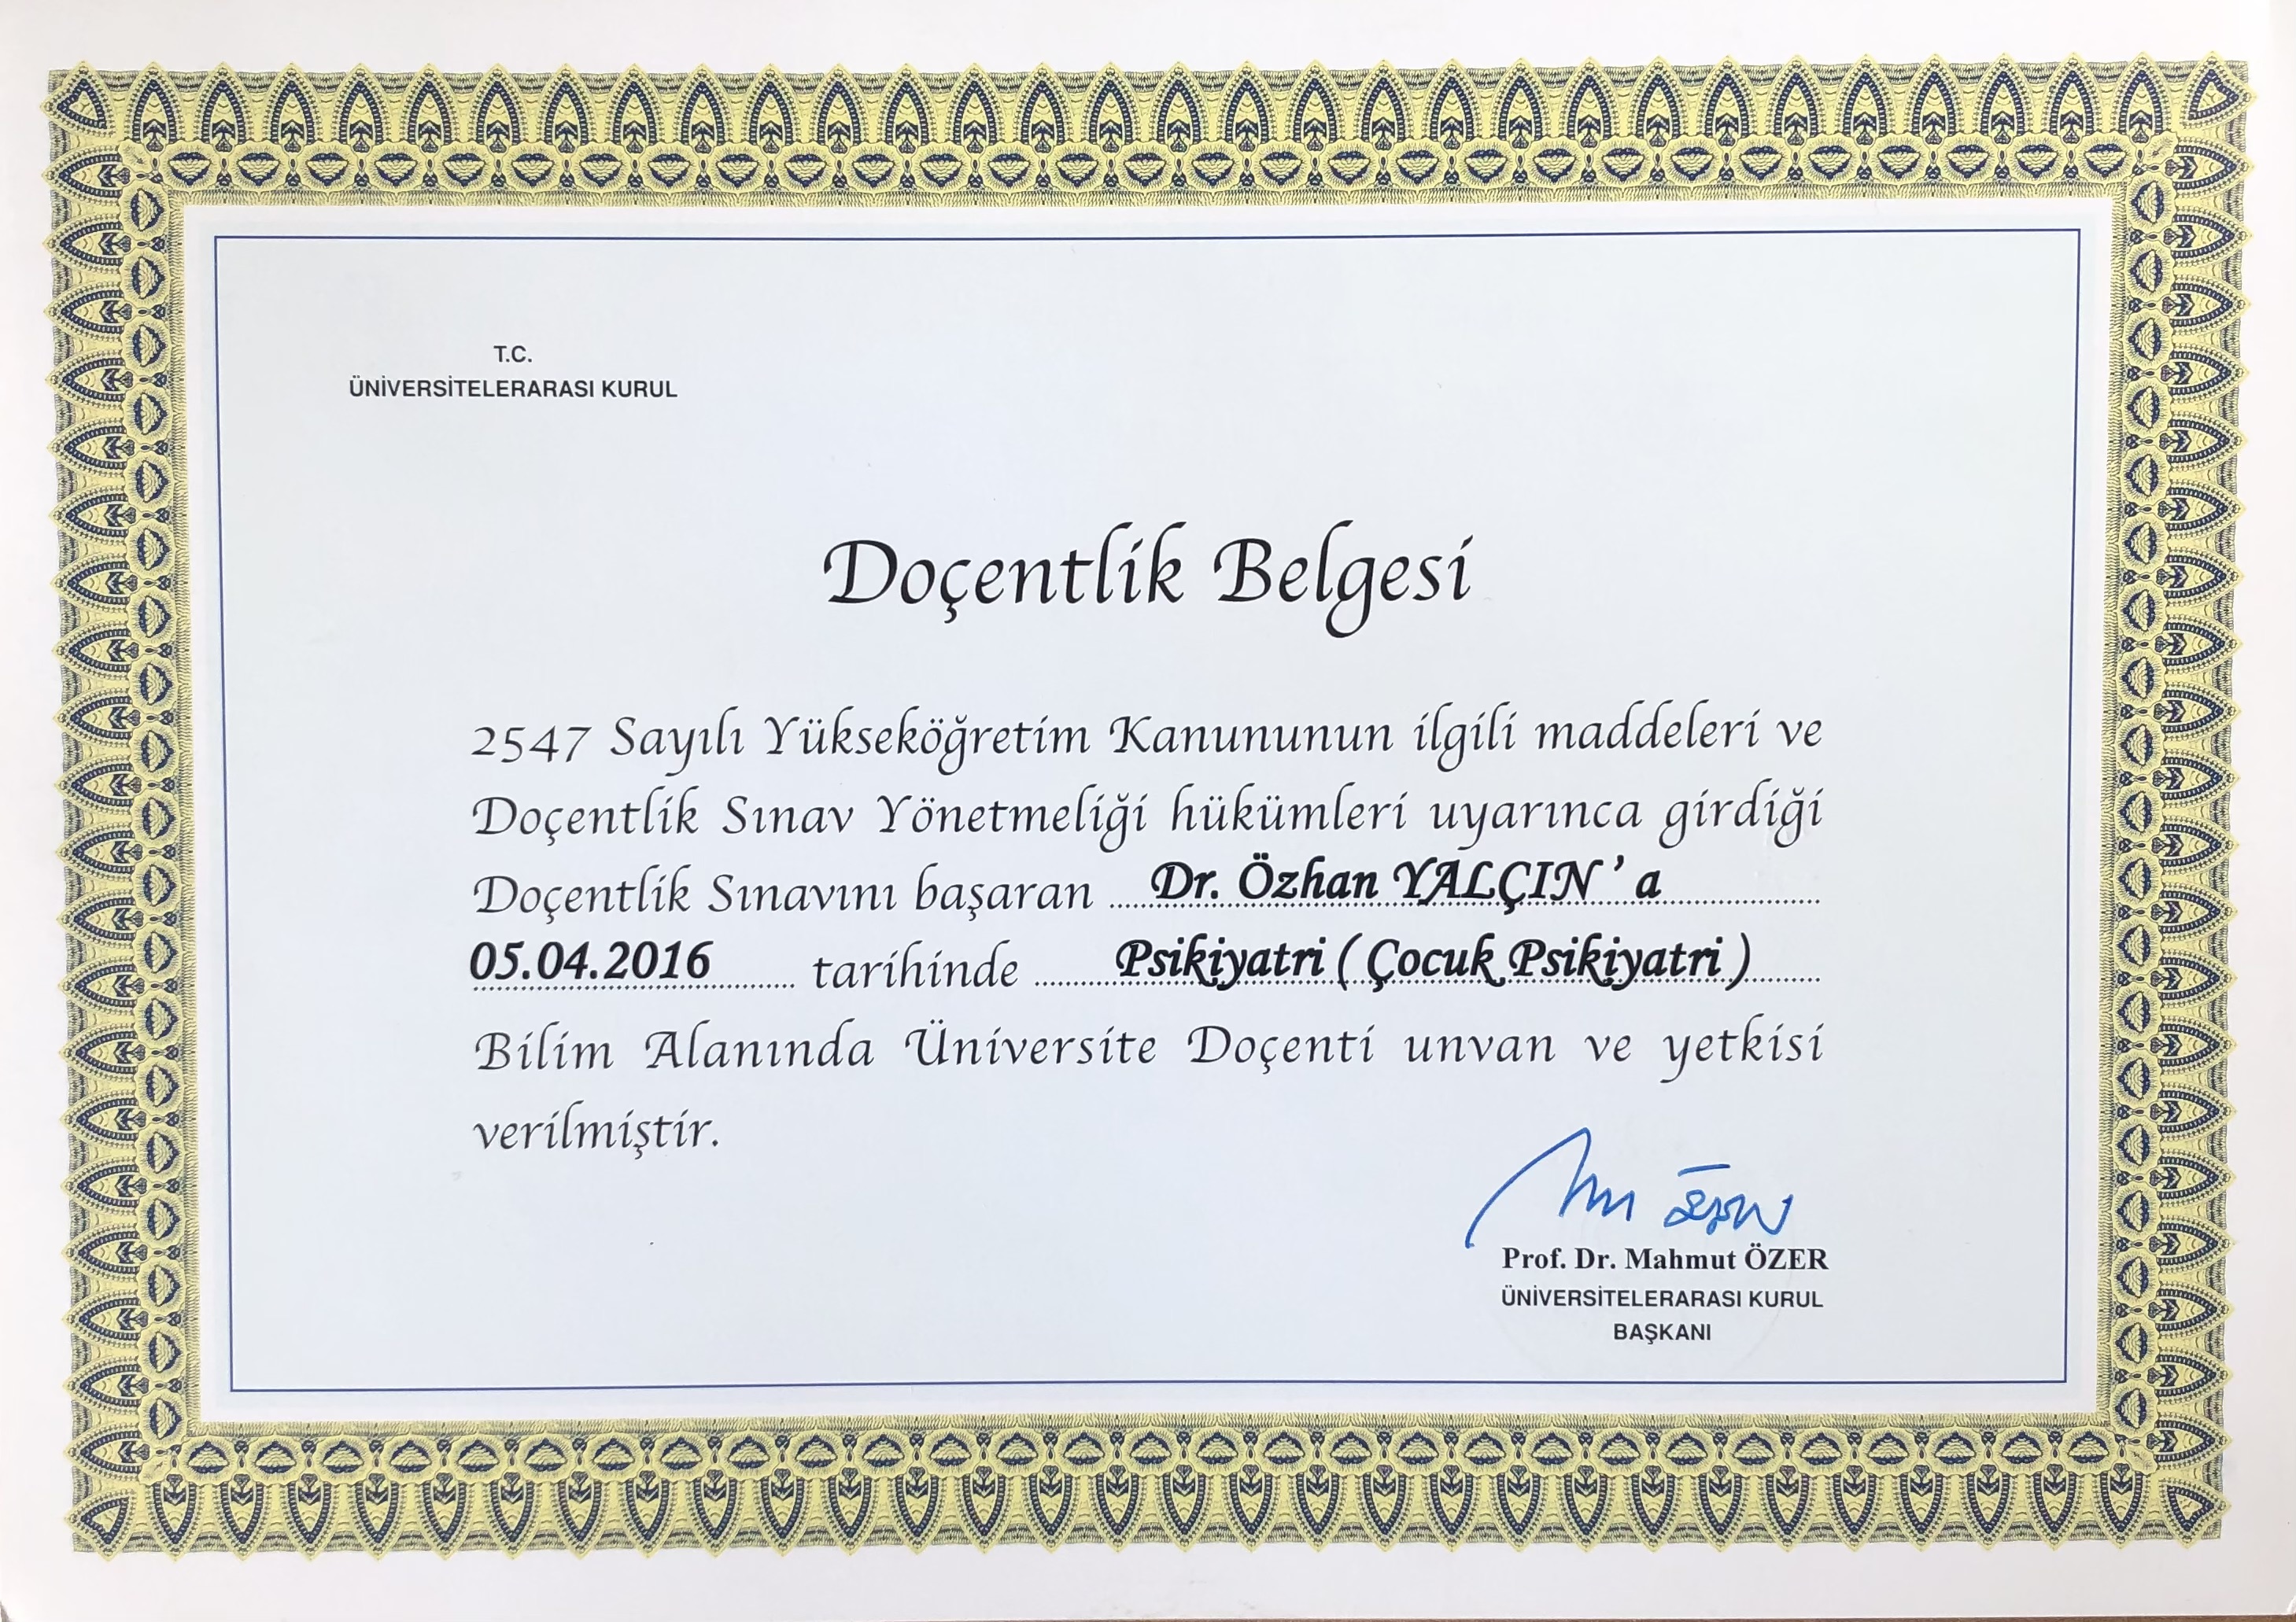 T.C.
ÜNİVERSİTELERARASI KURUL
Doçentlik Belgesi
2547 Sayılı Yükseköğretim Kanununun ilgili maddeleri ve
Doçentlik Sınav Yönetmeliği hükümleri uyarınca girdiği
Doçentlik Sınavını başaran Dr. Özhan YALÇIN' a
05.04.2016 tarihinde Psikiyatri ( Çocuk Psikiyatri )
Bilim Alanında Üniversite Doçenti unvan ve yetkisi
verilmiştir.
Prof. Dr. Mahmut ÖZER
ÜNİVERSİTELERARASI KURUL
BAŞKANI